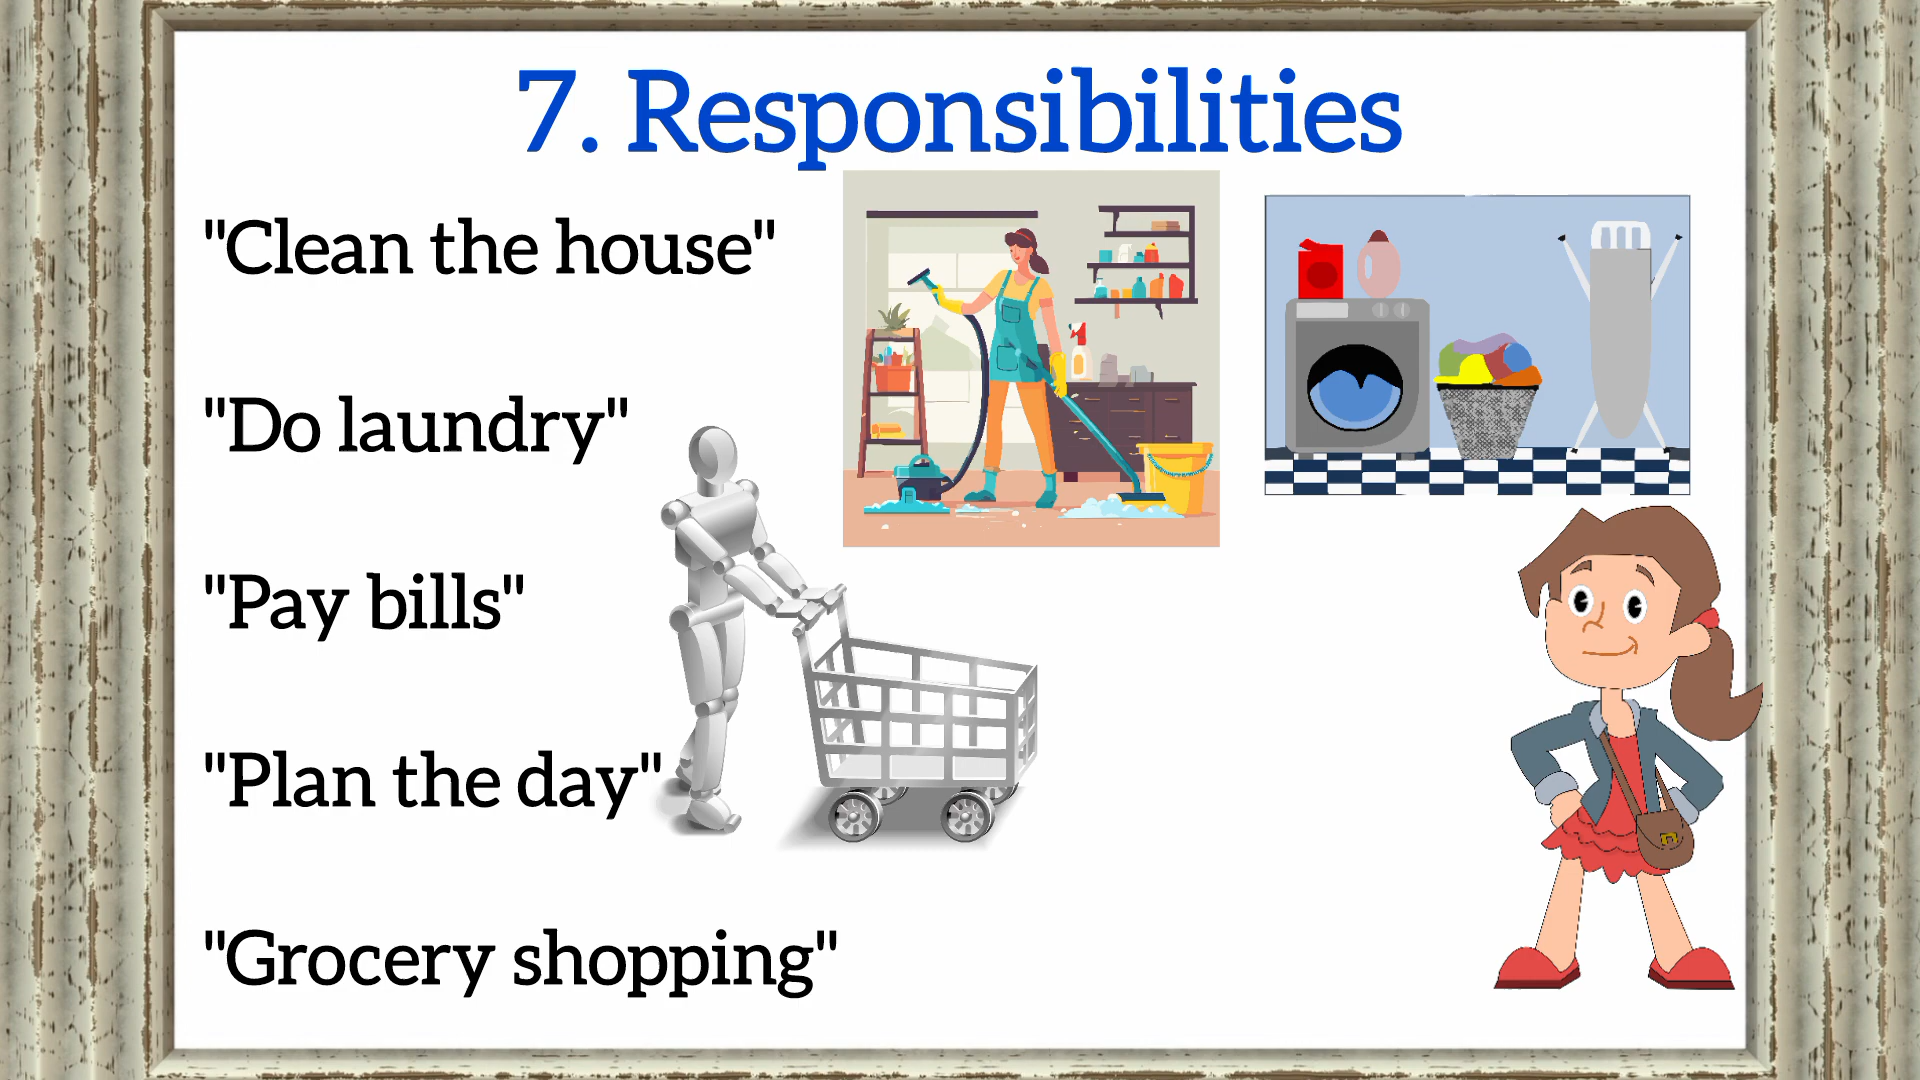 7. Responsibilities
"Clean the house"
"Do laundry"
"Pay bills"
"Plan the day"
"Grocery shopping"